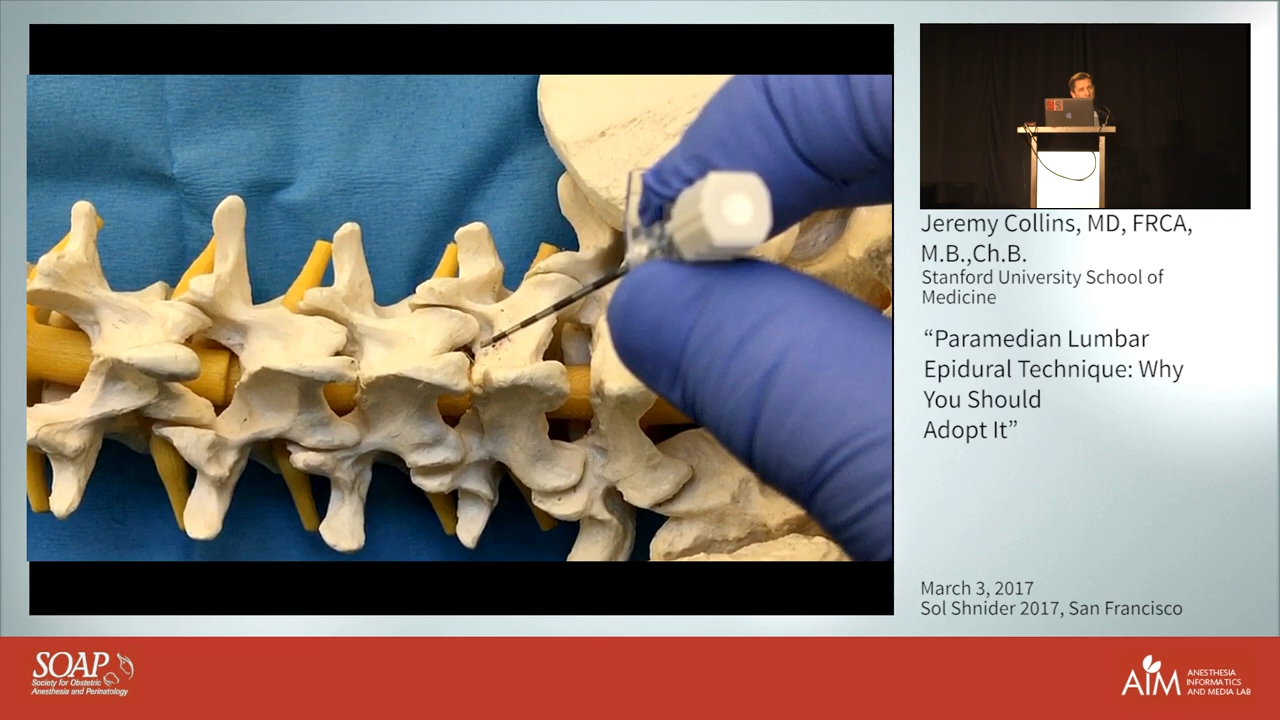 Jeremy Collins, MD, FRCA,
M.B.,Ch.B.
Stanford University School of
Medicine
“Paramedian Lumbar
Epidural Technique: Why
You Should
Adopt It”
March 3, 2017
Sol Shnider 2017, San Francisco
SOAP
Society for Obstetric
Anesthesia and Perinatology
AIM
ANESTHESIA
INFORMATICS
AND MEDIA LAB